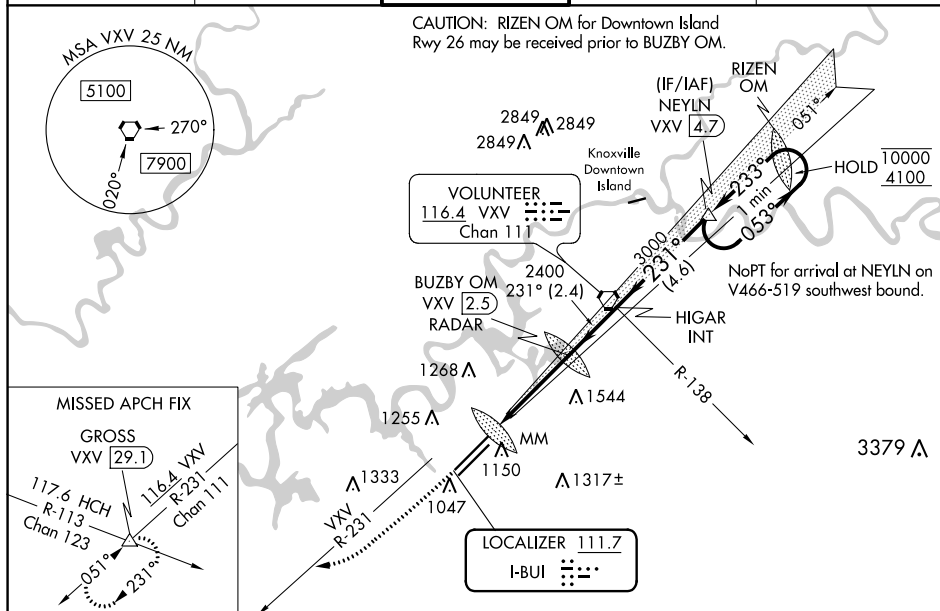 CAUTION: RIZEN OM for Downtown Island
Rwy 26 may be received prior to BUZBY OM.
MSA VXV 25 NM
5100
270°
7900
020°
2849
2849
2849
Knoxville
Downtown
Island
(IF/IAF)
NEYLN
VXV 4.7
RIZEN
OM
051°
HOLD
10000
4100
233°
1 min
053°
VOLUNTEER
116.4 VXV
Chan 111
3000
231°
(4.6)
NoPT for arrival at NEYLN on
V466-519 southwest bound.
2400
231° (2.4)
BUZBY OM
VXV 2.5
RADAR
HIGAR
INT
R-138
1268
1544
1255
MM
1150
3379
1333
1047
1317±
VXV
R-231
LOCALIZER 111.7
I-BUI
MISSED APCH FIX
GROSS
VXV 29.1
117.6 HCH
R-113
Chan 123
116.4 VXV
R-231
Chan 111
051°
231°